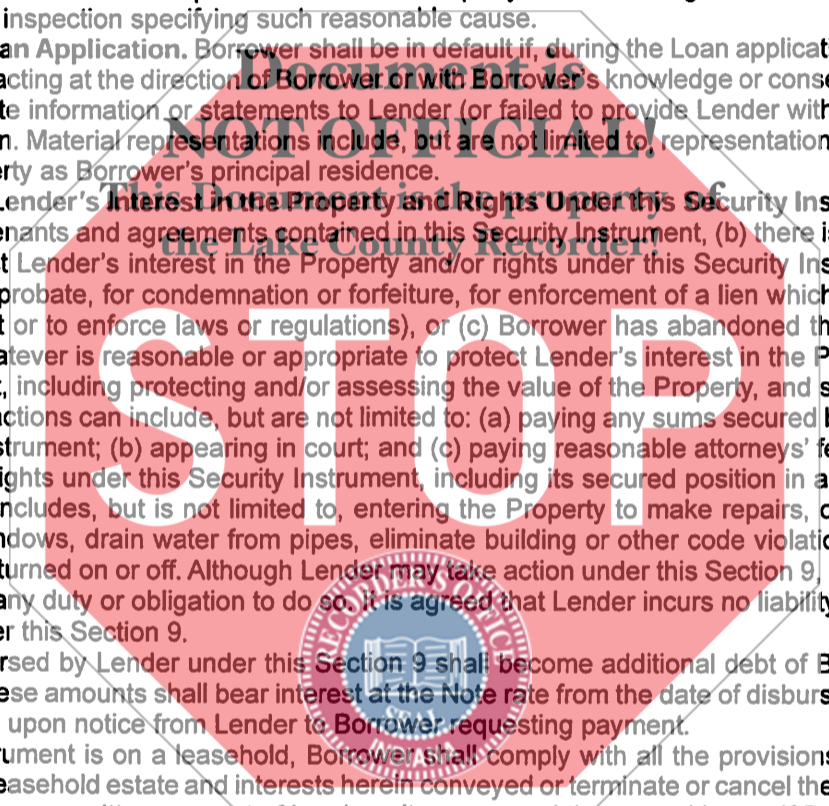 inspection specifying such reasonable cause.
an Application. Borrower shall be in default if, during the Loan applicat
acting at the direction of Borrower or with Borrower's knowledge or cons
te information or statements to Lender (or failed to provide Lender with
n. Material representations include, but are not limited to, representation
erty as Borrower's principal residence.
Lender's Interest in the Property and Rights Under this Security Ins
enants and agreements contained in this Security Instrument, (b) there is
t Lender's interest in the Property and/or rights under this Security Ins
probate, for condemnation or forfeiture, for enforcement of a lien which
t or to enforce laws or regulations), or (c) Borrower has abandoned th
atever is reasonable or appropriate to protect Lender's interest in the P
t, including protecting and/or assessing the value of the Property, and s
ctions can include, but are not limited to: (a) paying any sums secured b
strument; (b) appearing in court; and (c) paying reasonable attorneys' fe
ights under this Security Instrument, including its secured position in a
ncludes, but is not limited to, entering the Property to make repairs, c
ndows, drain water from pipes, eliminate building or other code violatio
turned on or off. Although Lender may take action under this Section 9,
any duty or obligation to do so. It is agreed that Lender incurs no liability
er this Section 9.
rsed by Lender under this Section 9 shall become additional debt of B
ese amounts shall bear interest at the Note rate from the date of disburs
upon notice from Lender to Borrower requesting payment.
rument is on a leasehold, Borrower shall comply with all the provisions
easehold estate and interests herein conveyed or terminate or cancel the
Document is
NOT OFFICIAL!
This Document is the property of
the Lake County Recorder!
STOP
RECORDER'S OFFICE
SEAL
INDIANA